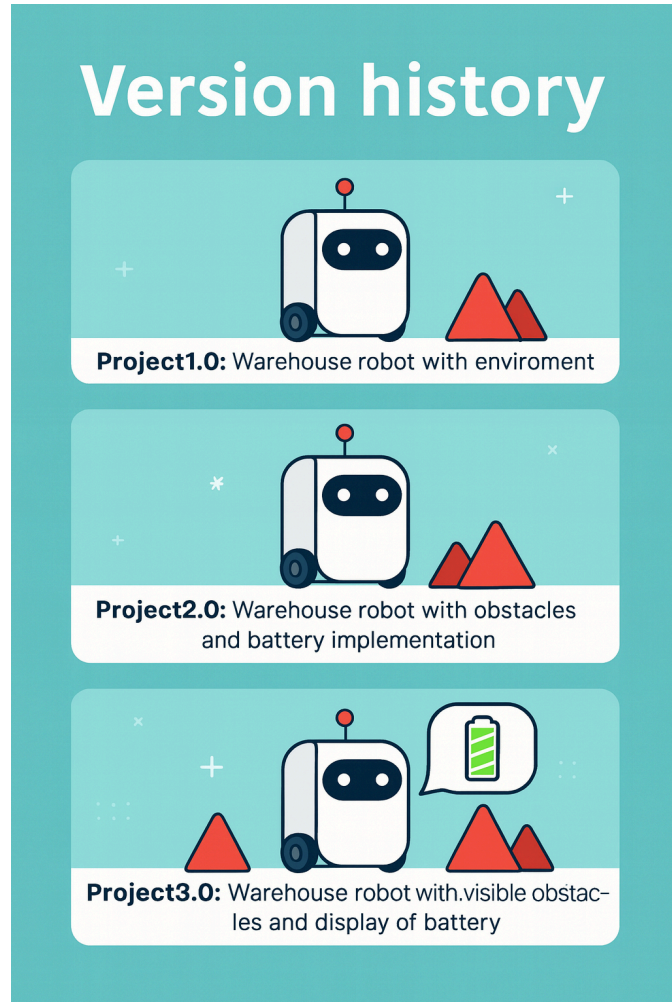 Version history
Project1.0: Warehouse robot with enviroment
Project2.0: Warehouse robot with obstacles
and battery implementation
Project3.0: Warehouse robot with.visible obstac-
les and display of battery